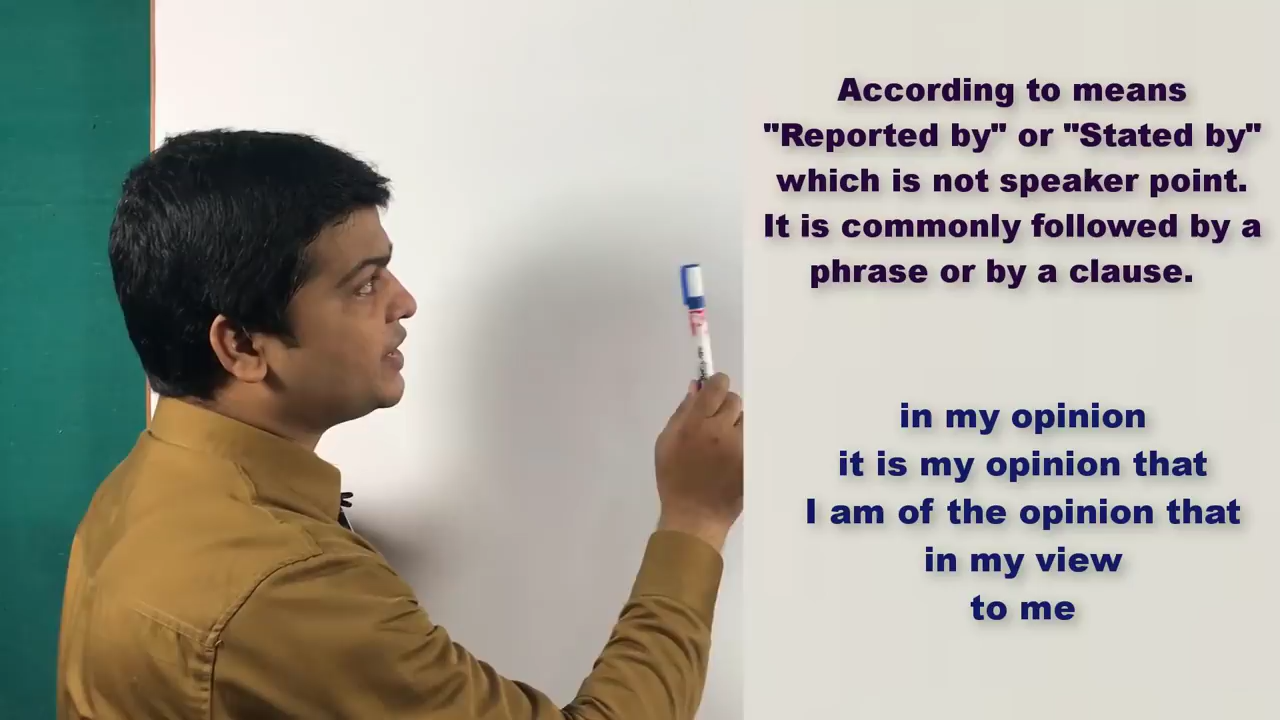 According to means
"Reported by" or "Stated by"
which is not speaker point.
It is commonly followed by a
phrase or by a clause.
in my opinion
it is my opinion that
I am of the opinion that
in my view
to me